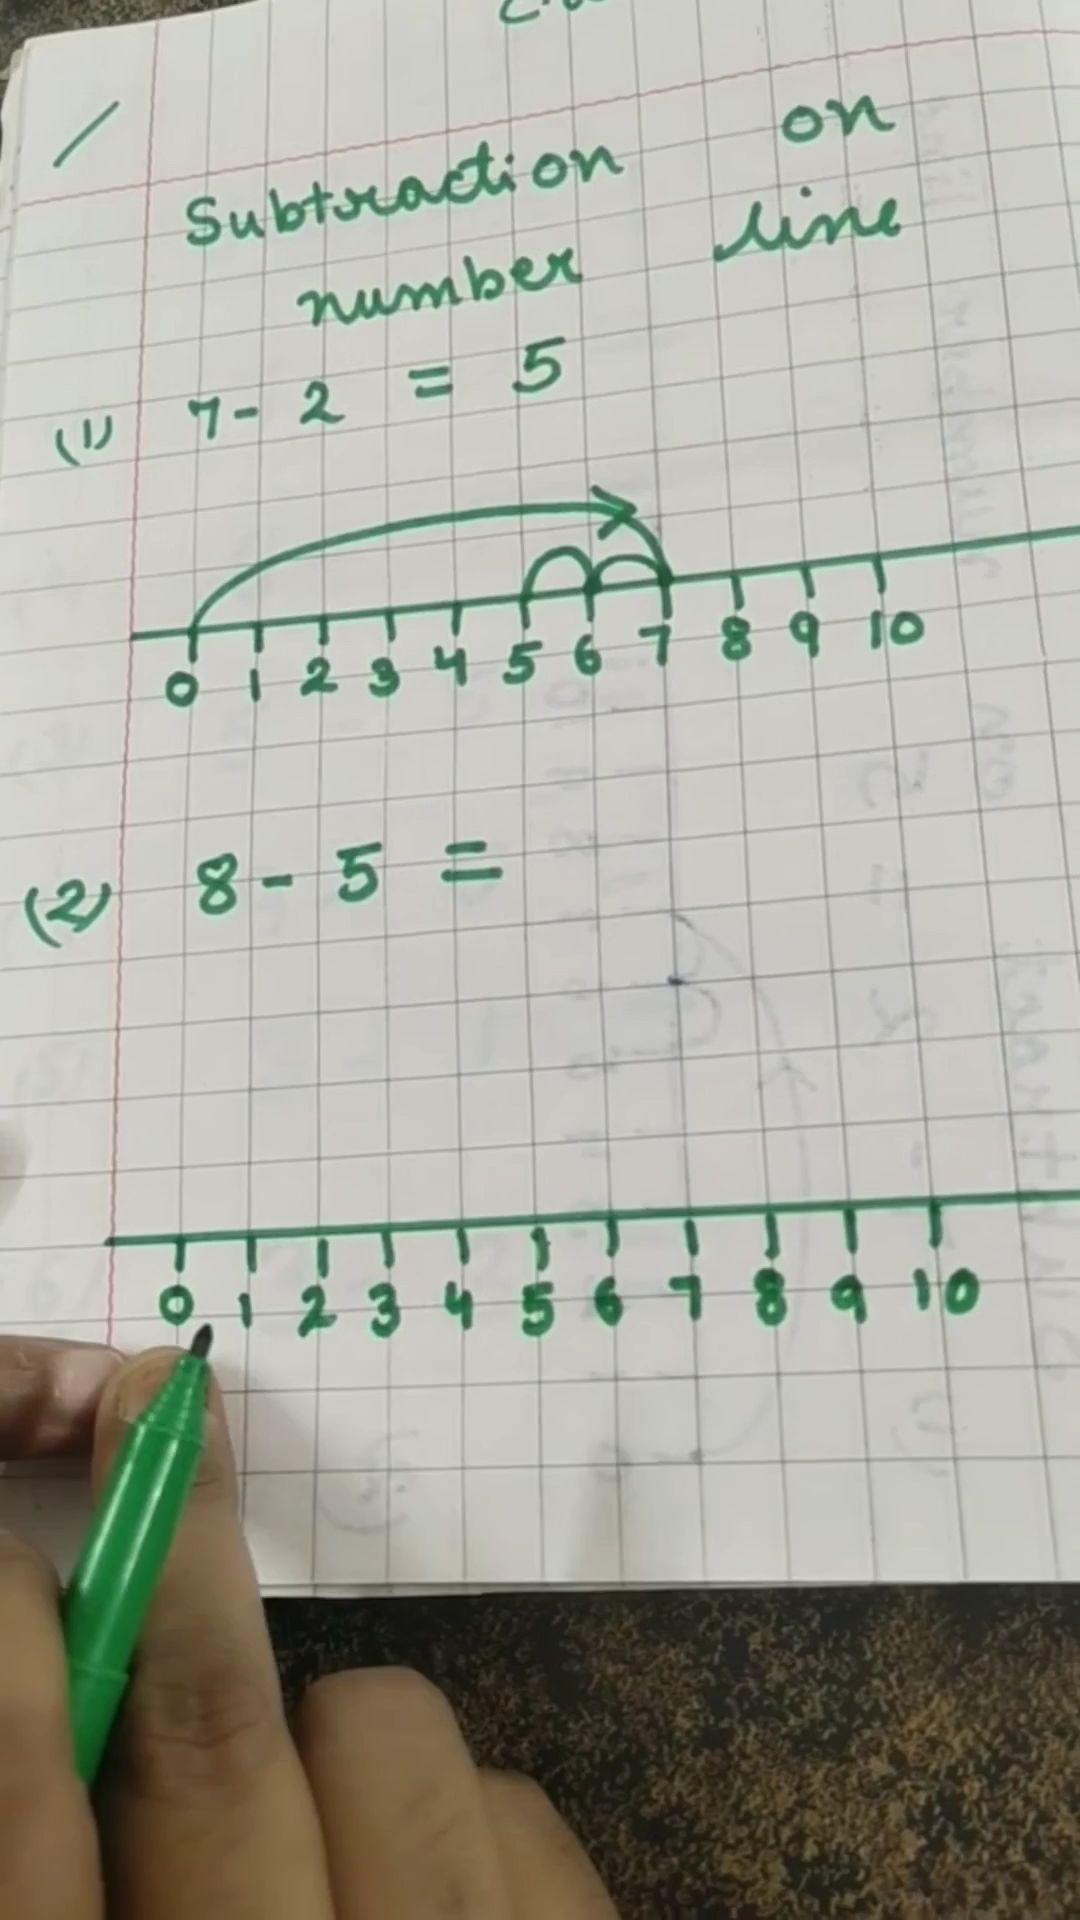 Subtraction on
number line
(1) 7 - 2 = 5
0 1 2 3 4 5 6 7 8 9 10
(2) 8 - 5 =
0 1 2 3 4 5 6 7 8 9 10